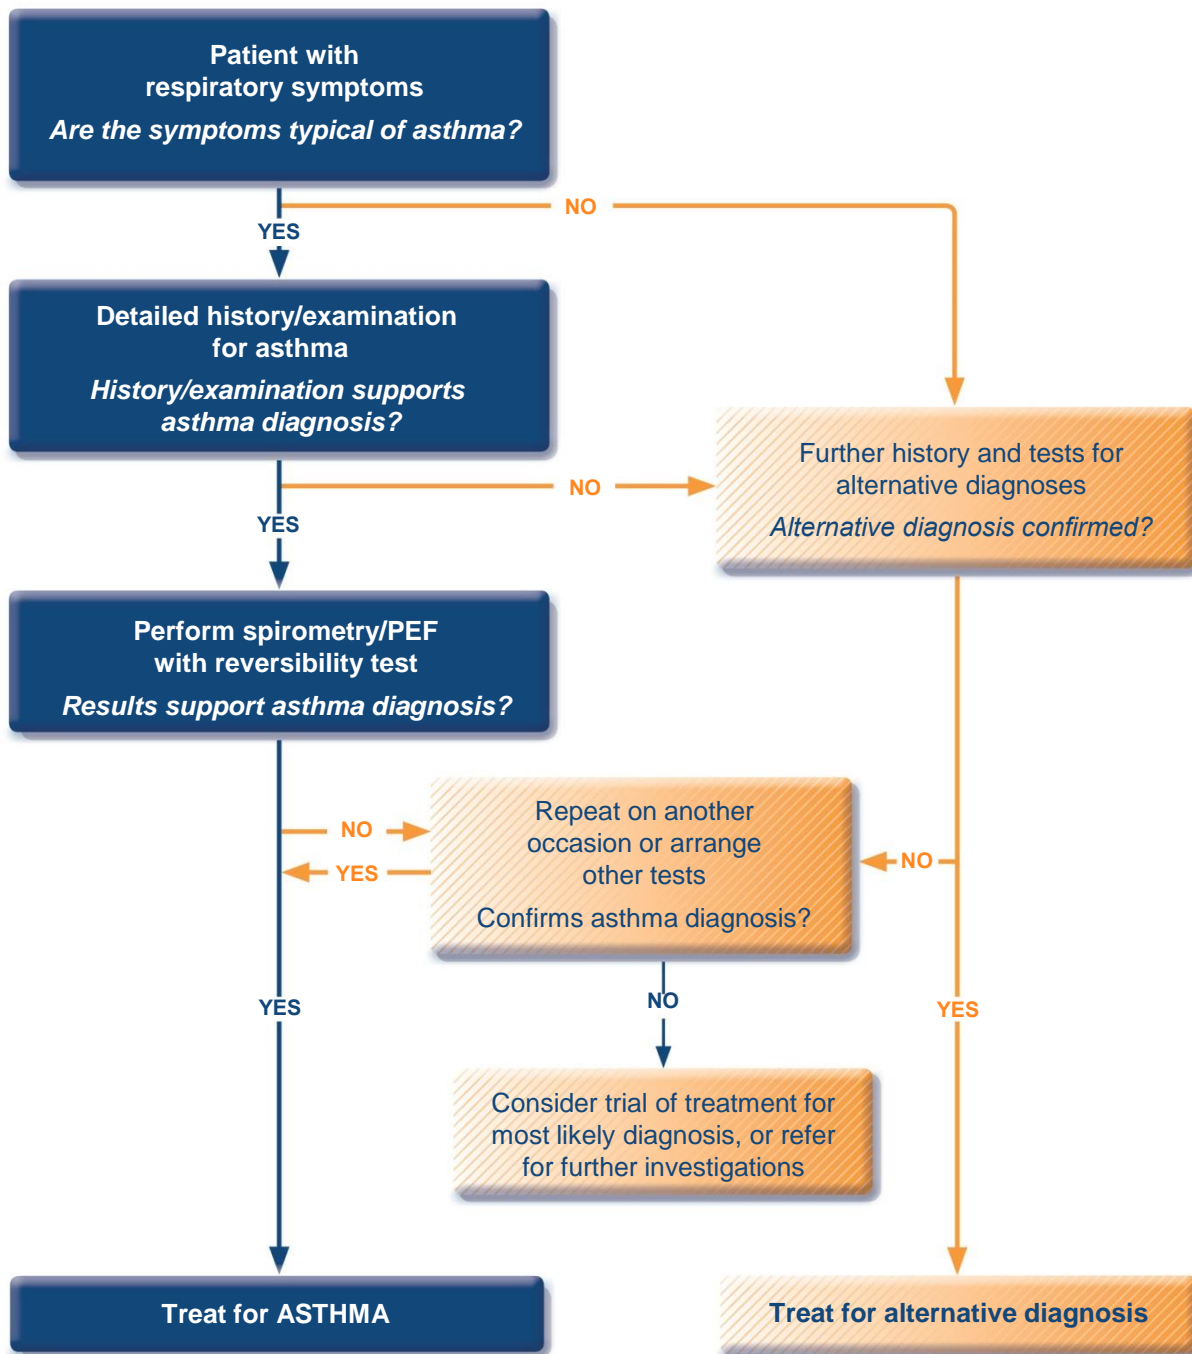 Patient with
respiratory symptoms
Are the symptoms typical of asthma?
NO
YES
Detailed history/examination
for asthma
History/examination supports
asthma diagnosis?
Further history and tests for
alternative diagnoses
Alternative diagnosis confirmed?
NO
YES
Perform spirometry/PEF
with reversibility test
Results support asthma diagnosis?
Repeat on another
occasion or arrange
other tests
Confirms asthma diagnosis?
NO
YES
NO
YES
NO
YES
Consider trial of treatment for
most likely diagnosis, or refer
for further investigations
Treat for ASTHMA
Treat for alternative diagnosis